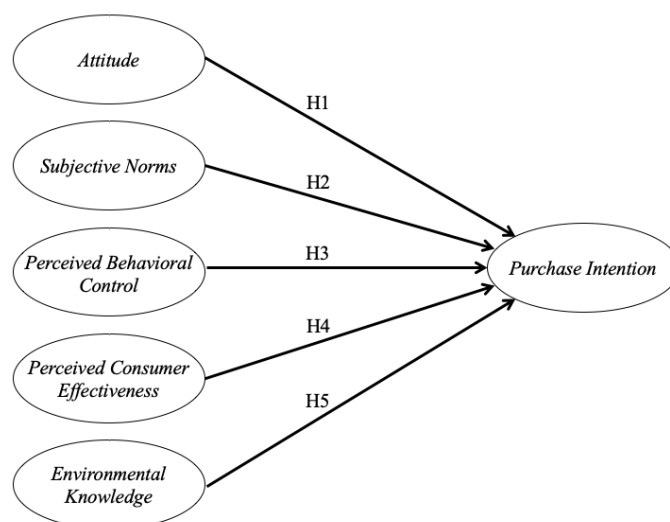 Attitude
H1
Subjective Norms
H2
Perceived Behavioral
Control
H3
Purchase Intention
Perceived Consumer
Effectiveness
H4
Environmental
Knowledge
H5